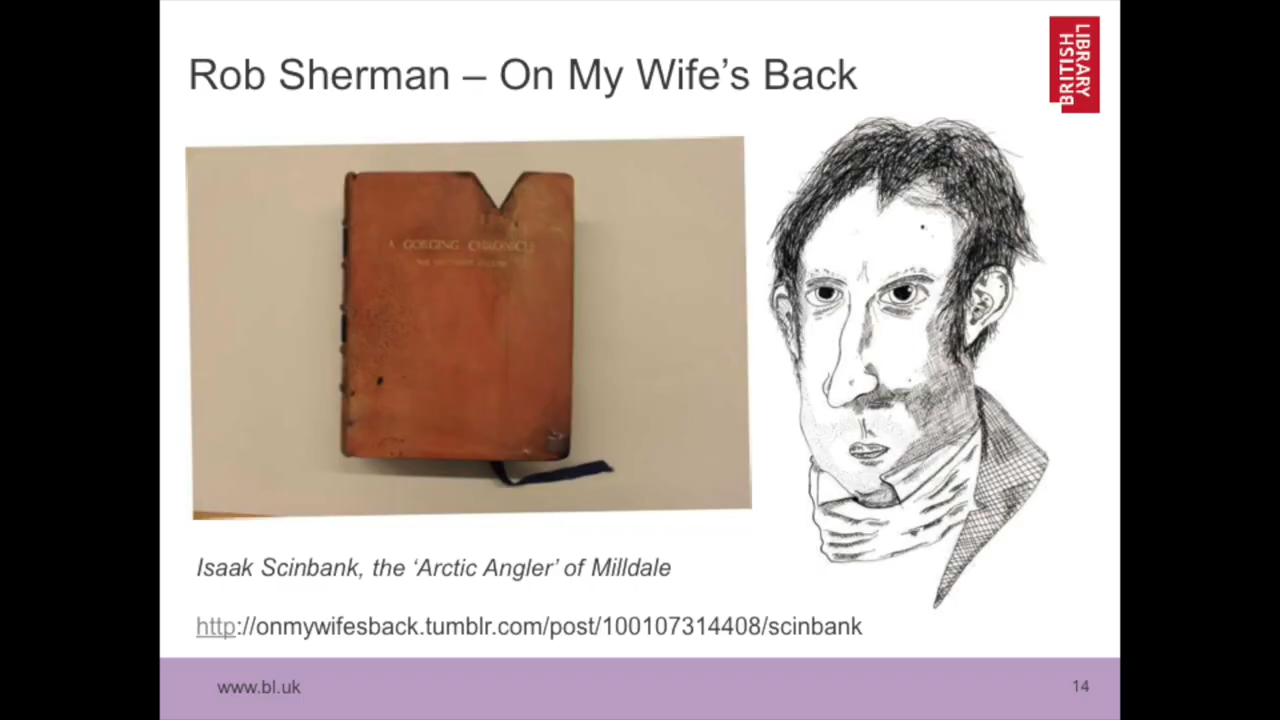 Rob Sherman – On My Wife’s Back
LIBRARY
BRITISH
A GORGING CHRONICLE
Isaak Scinbank, the ‘Arctic Angler’ of Milldale
http://onmywifesback.tumblr.com/post/100107314408/scinbank
www.bl.uk
14